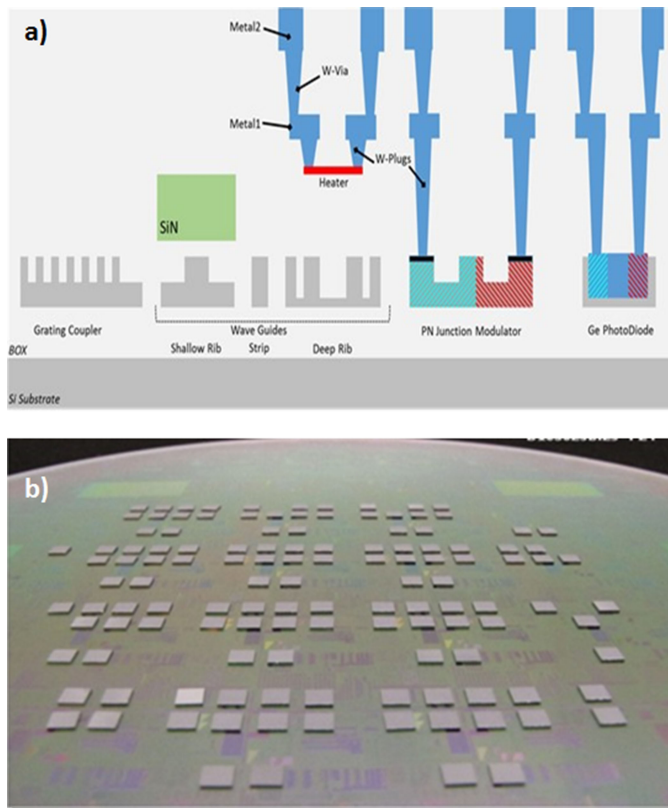 a)
Metal2
W-Via
Metal1
W-Plugs
Heater
SiN
Grating Coupler
Wave Guides
PN Junction Modulator
Ge PhotoDiode
Shallow Rib
Strip
Deep Rib
BOX
Si Substrate
b)